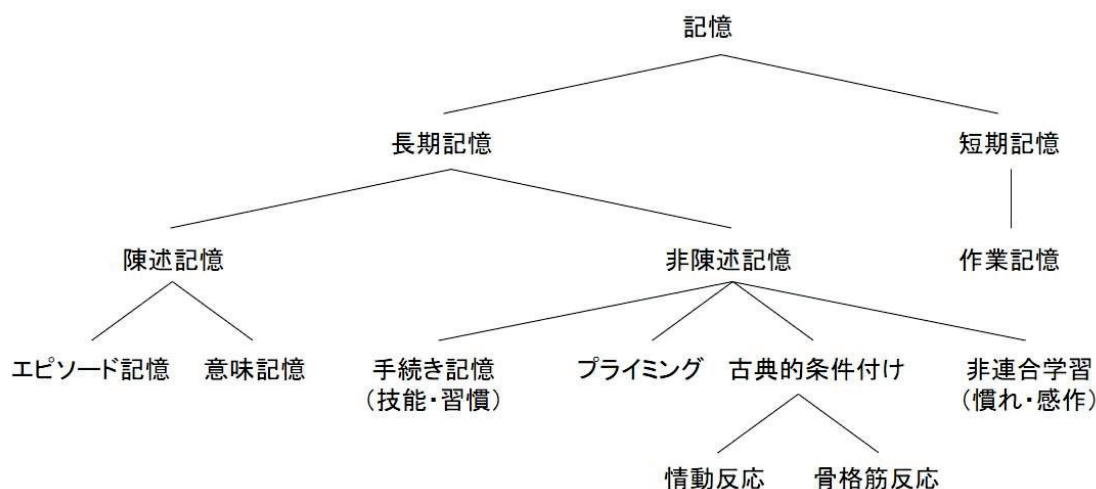 記憶
長期記憶
短期記憶
陳述記憶
非陳述記憶
作業記憶
エピソード記憶
意味記憶
手続き記憶
(技能・習慣)
プライミング
古典的条件付け
非連合学習
(慣れ・感作)
情動反応
骨格筋反応